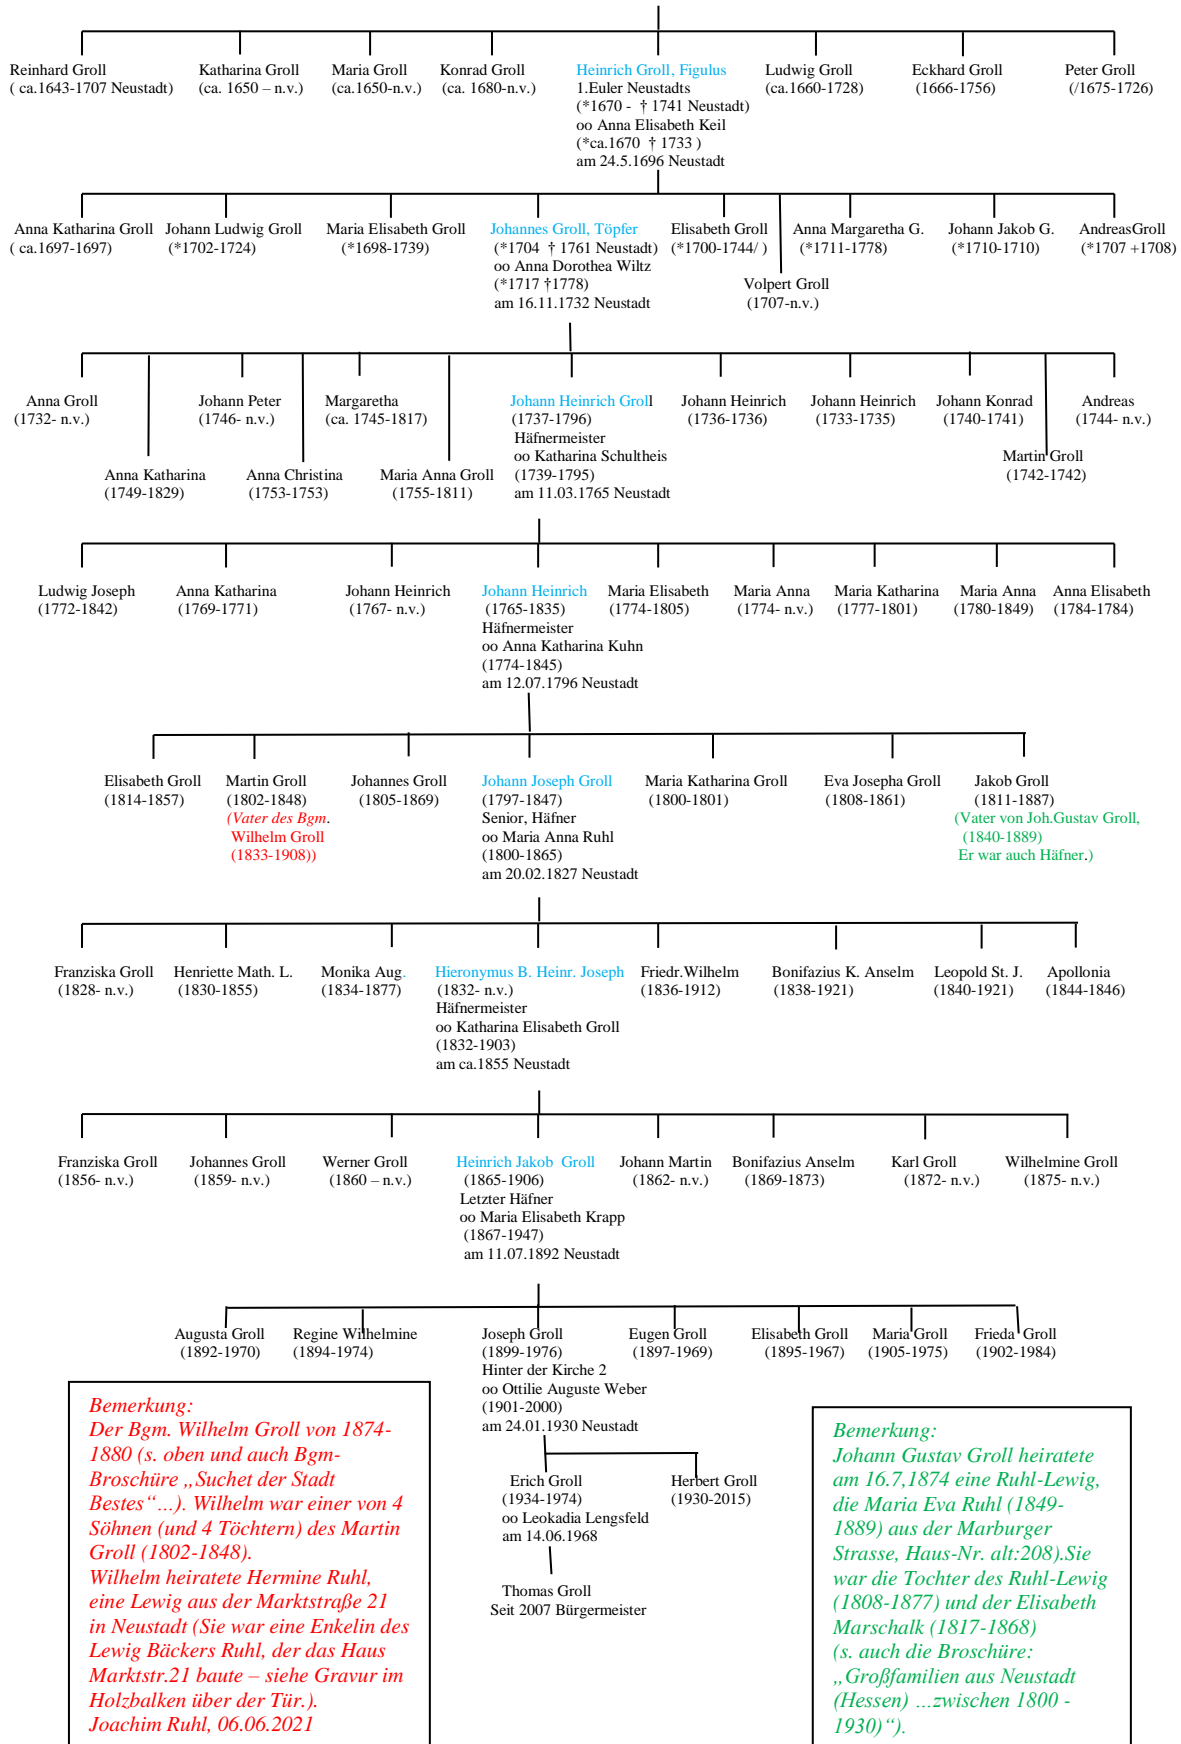 Reinhard Groll
( ca.1643-1707 Neustadt)
Katharina Groll
(ca. 1650 – n.v.)
Maria Groll
(ca.1650-n.v.)
Konrad Groll
(ca. 1680-n.v.)
Heinrich Groll, Figulus
1.Euler Neustadts
(*1670 - † 1741 Neustadt)
oo Anna Elisabeth Keil
(*ca.1670 † 1733 )
am 24.5.1696 Neustadt
Ludwig Groll
(ca.1660-1728)
Eckhard Groll
(1666-1756)
Peter Groll
(/1675-1726)
Anna Katharina Groll
( ca.1697-1697)
Johann Ludwig Groll
(*1702-1724)
Maria Elisabeth Groll
(*1698-1739)
Johannes Groll, Töpfer
(*1704 † 1761 Neustadt)
oo Anna Dorothea Wiltz
(*1717 †1778)
am 16.11.1732 Neustadt
Elisabeth Groll
(*1700-1744/ )
Volpert Groll
(1707-n.v.)
Anna Margaretha G.
(*1711-1778)
Johann Jakob G.
(*1710-1710)
AndreasGroll
(*1707 +1708)
Anna Groll
(1732- n.v.)
Anna Katharina
(1749-1829)
Johann Peter
(1746- n.v.)
Anna Christina
(1753-1753)
Margaretha
(ca. 1745-1817)
Maria Anna Groll
(1755-1811)
Johann Heinrich Groll
(1737-1796)
Häfnermeister
oo Katharina Schultheis
(1739-1795)
am 11.03.1765 Neustadt
Johann Heinrich
(1736-1736)
Johann Heinrich
(1733-1735)
Johann Konrad
(1740-1741)
Martin Groll
(1742-1742)
Andreas
(1744- n.v.)
Ludwig Joseph
(1772-1842)
Anna Katharina
(1769-1771)
Johann Heinrich
(1767- n.v.)
Johann Heinrich
(1765-1835)
Häfnermeister
oo Anna Katharina Kuhn
(1774-1845)
am 12.07.1796 Neustadt
Maria Elisabeth
(1774-1805)
Maria Anna
(1774- n.v.)
Maria Katharina
(1777-1801)
Maria Anna
(1780-1849)
Anna Elisabeth
(1784-1784)
Elisabeth Groll
(1814-1857)
Martin Groll
(1802-1848)
(Vater des Bgm.
Wilhelm Groll
(1833-1908))
Johannes Groll
(1805-1869)
Johann Joseph Groll
(1797-1847)
Senior, Häfner
oo Maria Anna Ruhl
(1800-1865)
am 20.02.1827 Neustadt
Maria Katharina Groll
(1800-1801)
Eva Josepha Groll
(1808-1861)
Jakob Groll
(1811-1887)
(Vater von Joh.Gustav Groll,
(1840-1889)
Er war auch Häfner.)
Franziska Groll
(1828- n.v.)
Henriette Math. L.
(1830-1855)
Monika Aug.
(1834-1877)
Hieronymus B. Heinr. Joseph
(1832- n.v.)
Häfnermeister
oo Katharina Elisabeth Groll
(1832-1903)
am ca.1855 Neustadt
Friedr.Wilhelm
(1836-1912)
Bonifazius K. Anselm
(1838-1921)
Leopold St. J.
(1840-1921)
Apollonia
(1844-1846)
Franziska Groll
(1856- n.v.)
Johannes Groll
(1859- n.v.)
Werner Groll
(1860 – n.v.)
Heinrich Jakob Groll
(1865-1906)
Letzter Häfner
oo Maria Elisabeth Krapp
(1867-1947)
am 11.07.1892 Neustadt
Johann Martin
(1862- n.v.)
Bonifazius Anselm
(1869-1873)
Karl Groll
(1872- n.v.)
Wilhelmine Groll
(1875- n.v.)
Augusta Groll
(1892-1970)
Regine Wilhelmine
(1894-1974)
Joseph Groll
(1899-1976)
Hinter der Kirche 2
oo Ottilie Auguste Weber
(1901-2000)
am 24.01.1930 Neustadt
Eugen Groll
(1897-1969)
Elisabeth Groll
(1895-1967)
Maria Groll
(1905-1975)
Frieda Groll
(1902-1984)
Erich Groll
(1934-1974)
oo Leokadia Lengsfeld
am 14.06.1968
Herbert Groll
(1930-2015)
Thomas Groll
Seit 2007 Bürgermeister
Bemerkung:
Der Bgm. Wilhelm Groll von 1874-
1880 (s. oben und auch Bgm-
Broschüre „Suchet der Stadt
Bestes“…). Wilhelm war einer von 4
Söhnen (und 4 Töchtern) des Martin
Groll (1802-1848).
Wilhelm heiratete Hermine Ruhl,
eine Lewig aus der Marktstraße 21
in Neustadt (Sie war eine Enkelin des
Lewig Bäckers Ruhl, der das Haus
Marktstr.21 baute – siehe Gravur im
Holzbalken über der Tür.).
Joachim Ruhl, 06.06.2021
Bemerkung:
Johann Gustav Groll heiratete
am 16.7,1874 eine Ruhl-Lewig,
die Maria Eva Ruhl (1849-
1889) aus der Marburger
Strasse, Haus-Nr. alt:208).Sie
war die Tochter des Ruhl-Lewig
(1808-1877) und der Elisabeth
Marschalk (1817-1868)
(s. auch die Broschüre:
„Großfamilien aus Neustadt
(Hessen) …zwischen 1800 -
1930)“).